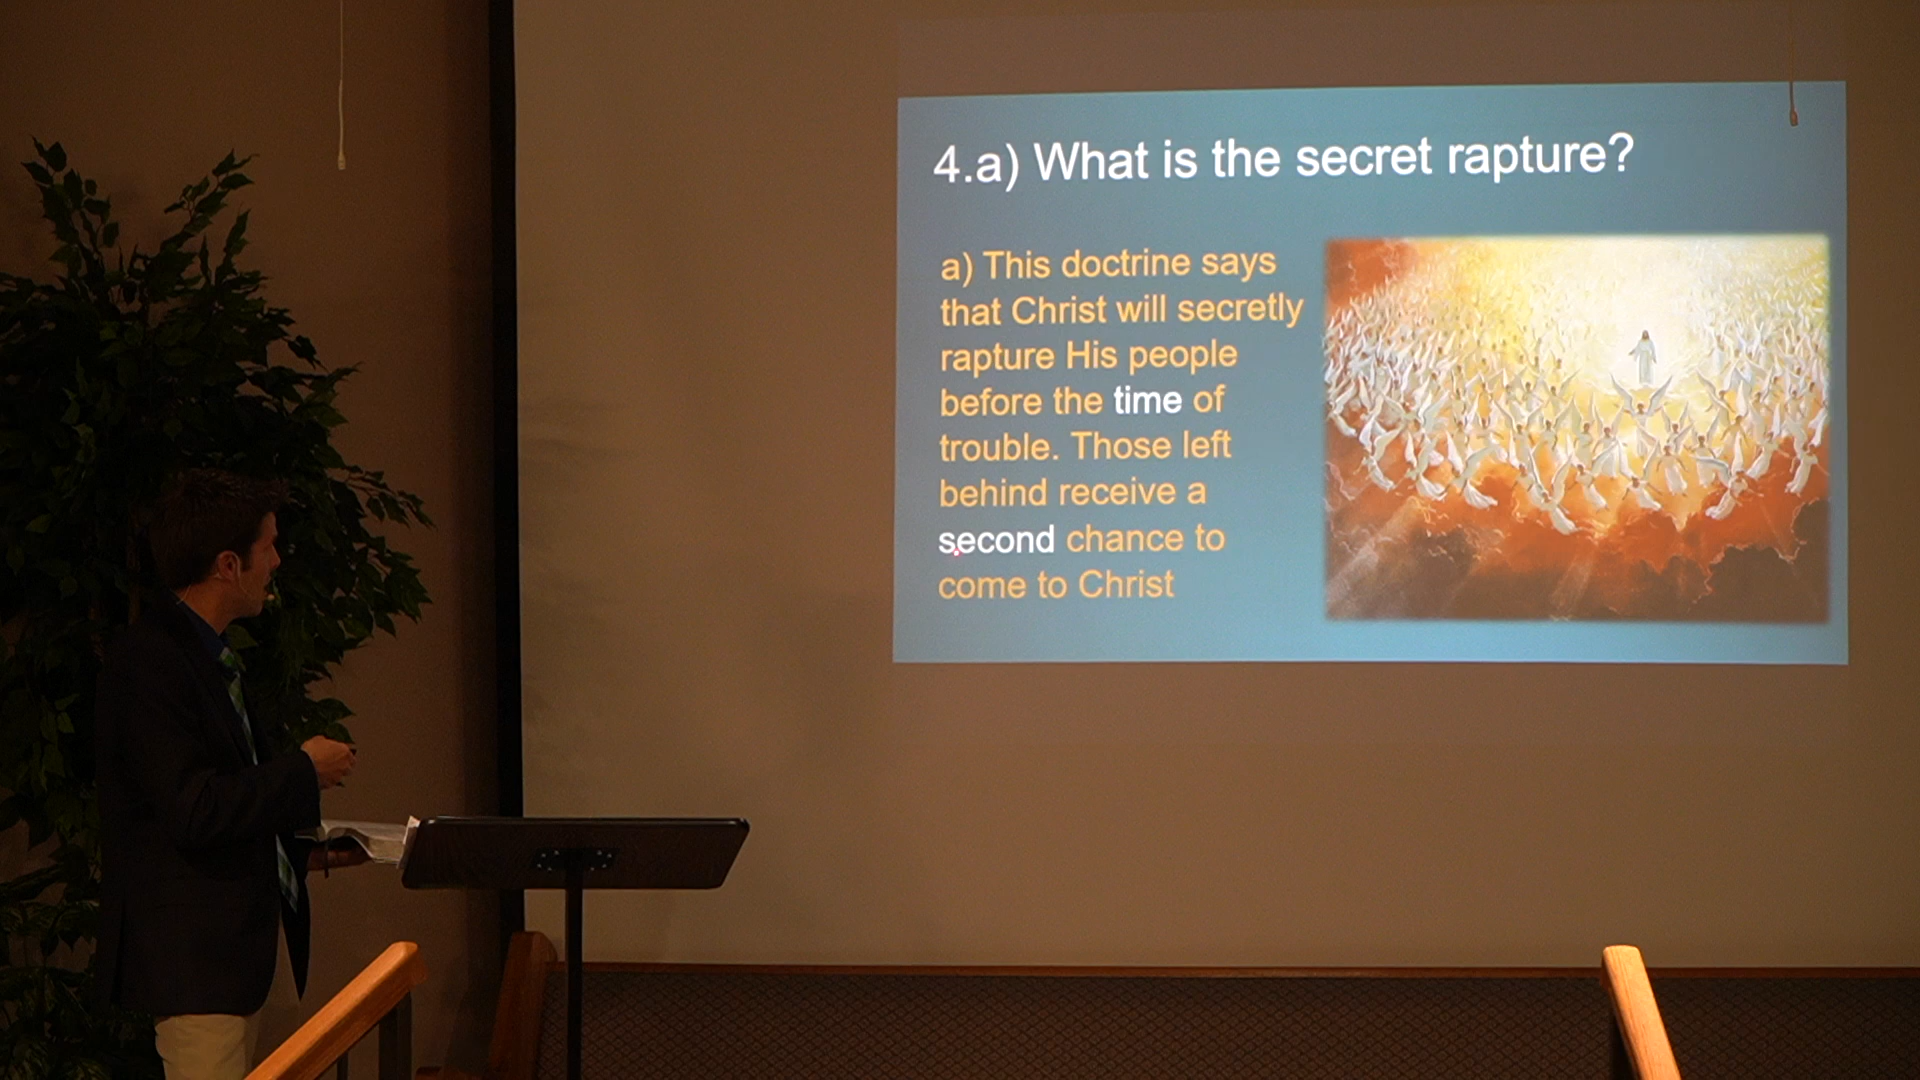 4.a) What is the secret rapture?
a) This doctrine says
that Christ will secretly
rapture His people
before the time of
trouble. Those left
behind receive a
second chance to
come to Christ